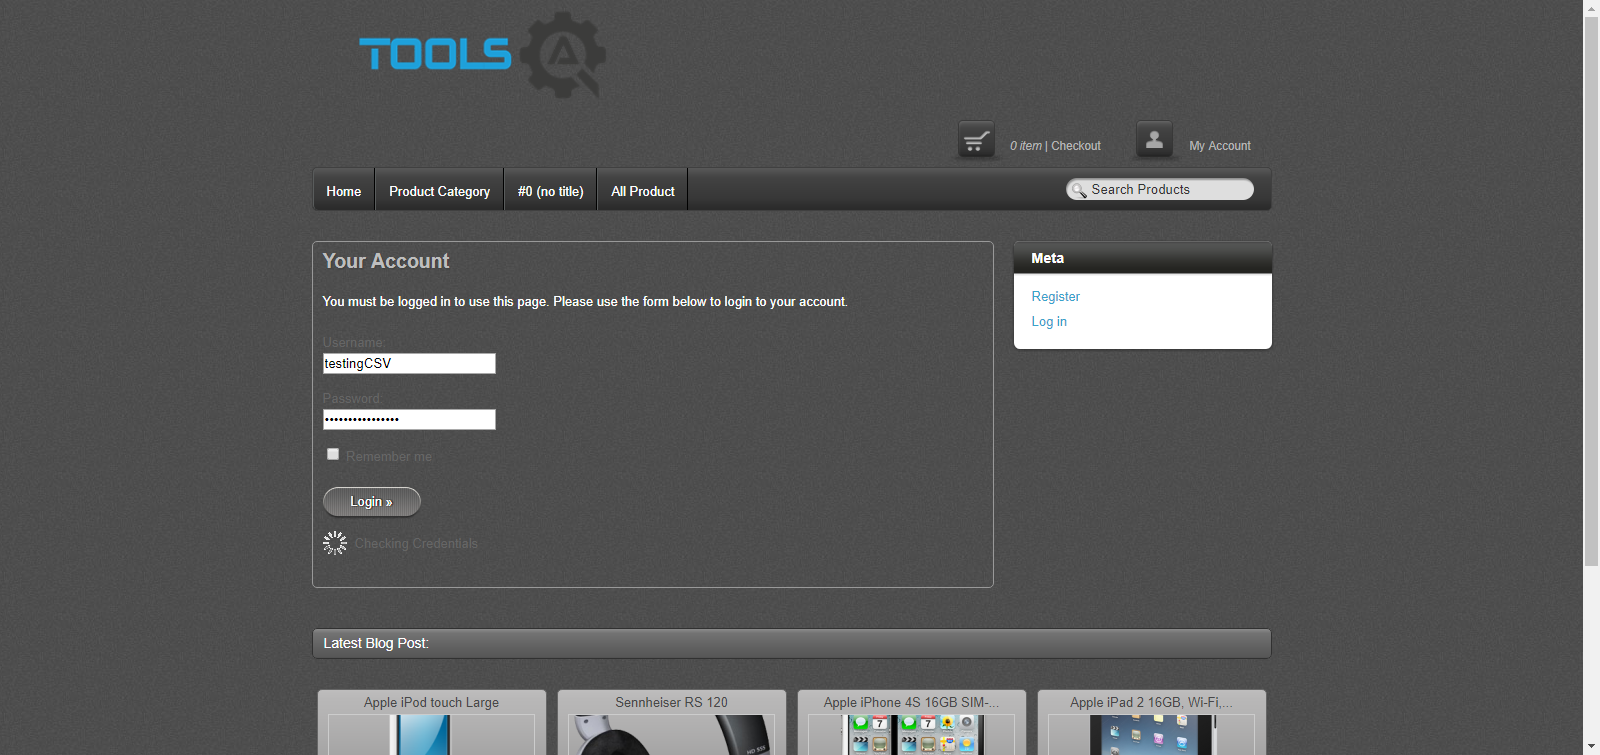 TOOLS
0 item | Checkout
My Account
Home
Product Category
#0 (no title)
All Product
Search Products
Your Account
You must be logged in to use this page. Please use the form below to login to your account.
Username:
testingCSV
Password:
••••••••••••••••
Remember me
Login »
Checking Credentials
Meta
Register
Log in
Latest Blog Post:
Apple iPod touch Large
Sennheiser RS 120
Apple iPhone 4S 16GB SIM-...
Apple iPad 2 16GB, Wi-Fi,...
7
7